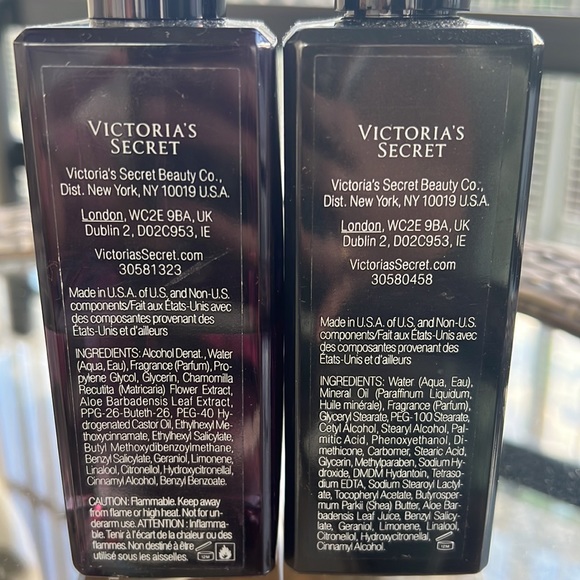 VICTORIA'S
SECRET
Victoria's Secret Beauty Co.,
Dist. New York, NY 10019 U.S.A.
London, WC2E 9BA, UK
Dublin 2, D02C953, IE
VictoriasSecret.com
30581323
Made in U.S.A. of U.S. and Non-U.S.
components/Fait aux États-Unis avec
des composantes provenant des
États-Unis et d'ailleurs
INGREDIENTS: Alcohol Denat., Water
(Aqua, Eau), Fragrance (Parfum), Pro-
pylene Glycol, Glycerin, Chamomilla
Recutita (Matricaria) Flower Extract,
Aloe Barbadensis Leaf Extract,
PPG-26-Buteth-26, PEG-40 Hy-
drogenated Castor Oil, Ethylhexyl Me-
thoxycinnamate, Ethylhexyl Salicylate,
Butyl Methoxydibenzoylmethane,
Benzyl Salicylate, Geraniol, Limonene,
Linalool, Citronellol, Hydroxycitronellal,
Cinnamyl Alcohol, Benzyl Benzoate.
CAUTION: Flammable. Keep away
from flame or high heat. Not for un-
derarm use. ATTENTION : Inflamma-
ble. Tenir à l'écart de la chaleur ou des
flammes. Non destiné à être
utilisé sous les aisselles.
12M
VICTORIA'S
SECRET
Victoria's Secret Beauty Co.,
Dist. New York, NY 10019 U.S.A.
London, WC2E 9BA, UK
Dublin 2, D02C953, IE
VictoriasSecret.com
30580458
Made in U.S.A. of U.S. and Non-U.S.
components/Fait aux États-Unis avec
des composantes provenant des
États-Unis et d'ailleurs
INGREDIENTS: Water (Aqua, Eau),
Mineral Oil (Paraffinum Liquidum,
Huile minérale), Fragrance (Parfum),
Glyceryl Stearate, PEG-100 Stearate,
Cetyl Alcohol, Stearyl Alcohol, Pal-
mitic Acid, Phenoxyethanol, Di-
methicone, Carbomer, Stearic Acid,
Glycerin, Methylparaben, Sodium Hy-
droxide, DMDM Hydantoin, Tetraso-
dium EDTA, Sodium Stearoyl Lactyl-
ate, Tocopheryl Acetate, Butyrosper-
mum Parkii (Shea) Butter, Aloe Bar-
badensis Leaf Juice, Benzyl Salicy-
late, Geraniol, Limonene, Linalool,
Citronellol, Hydroxycitronellal,
Cinnamyl Alcohol.
12M